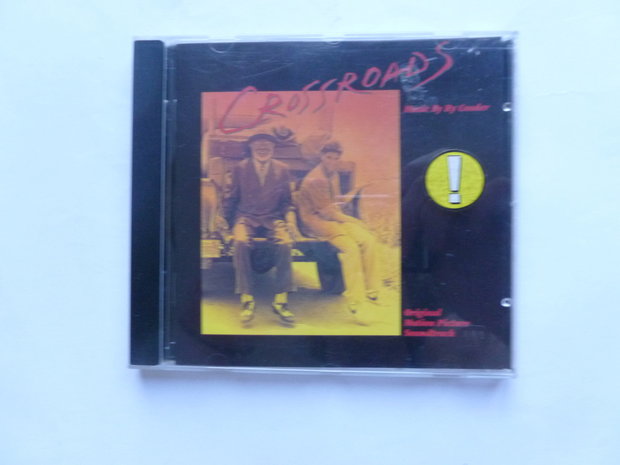 CROSSROADS
Music By Ry Cooder
!
Original
Motion Picture
Soundtrack